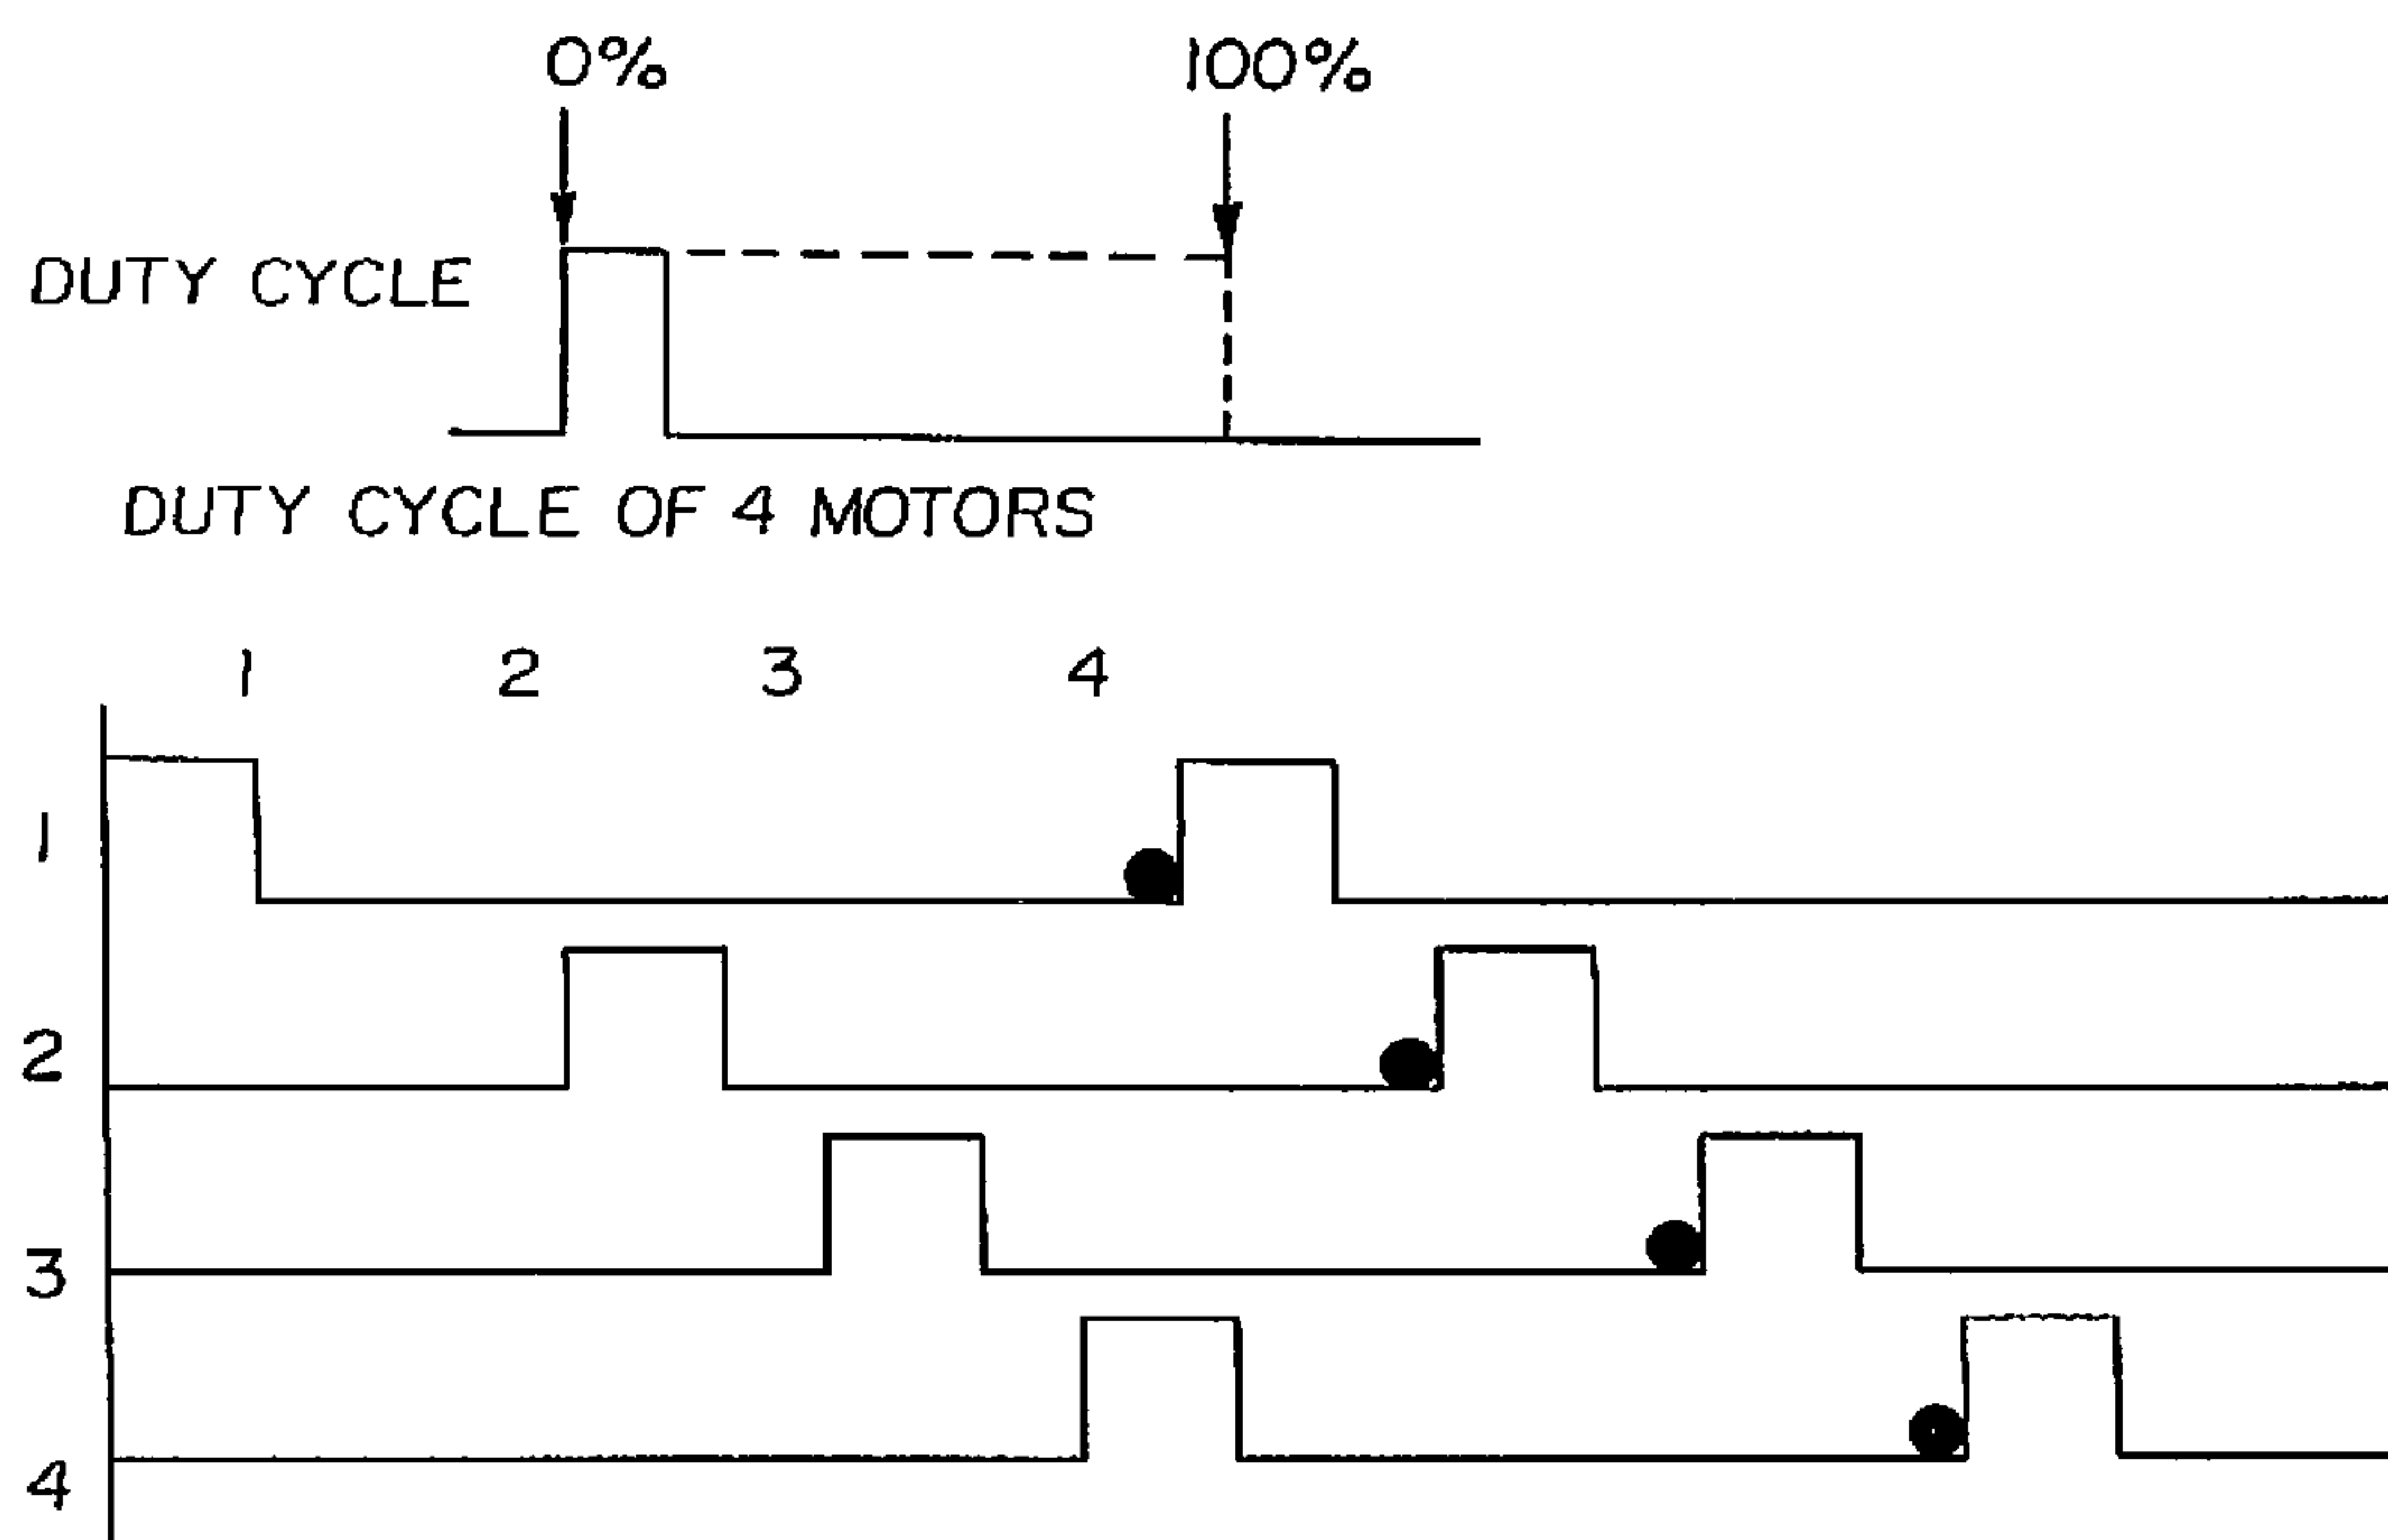 0% 100%
DUTY CYCLE
DUTY CYCLE OF 4 MOTORS
1 2 3 4
1
2
3
4